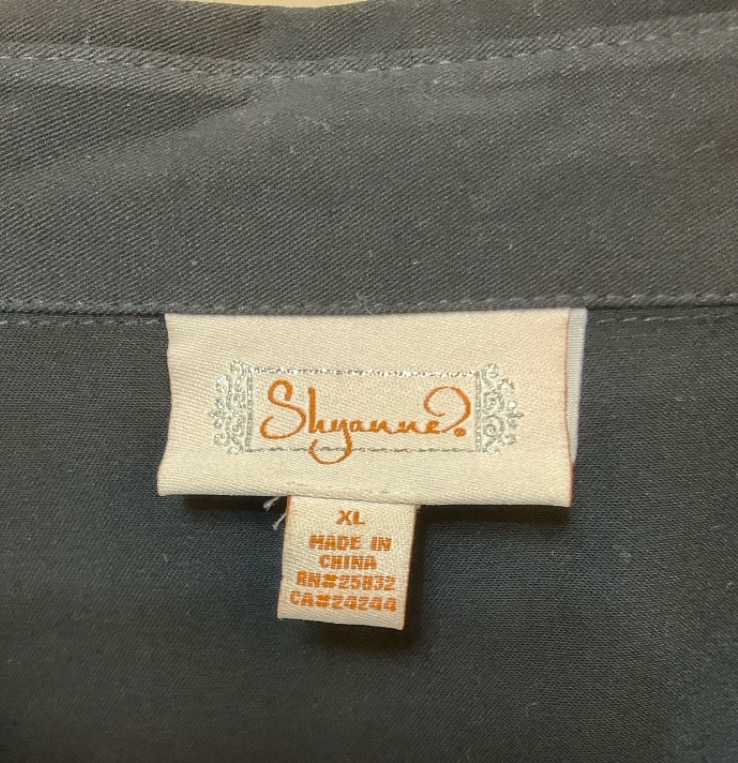 Shyanne®
XL
MADE IN
CHINA
RN#25832
CA#24244